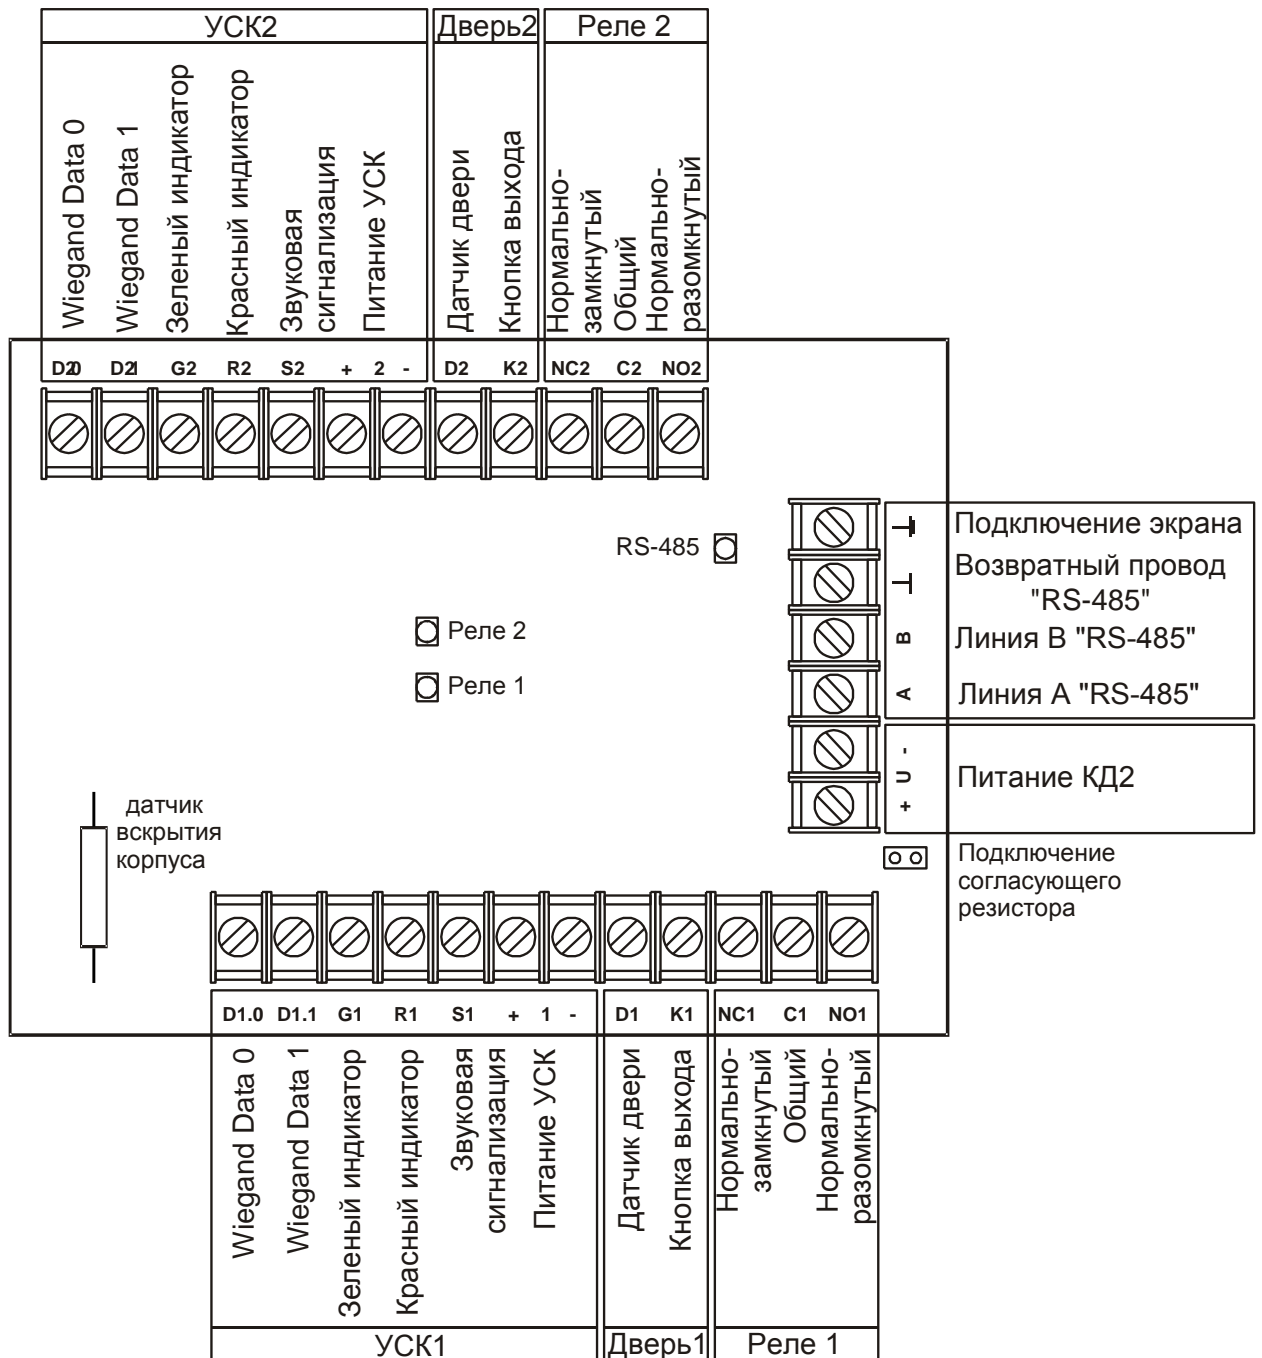 УСК2 Дверь2 Реле 2
Wiegand Data 0
Wiegand Data 1
Зеленый индикатор
Красный индикатор
Звуковая
сигнализация
Питание УСК
Датчик двери
Кнопка выхода
Нормально-
замкнутый
Общий
Нормально-
разомкнутый
D20 D21 G2 R2 S2 + 2 - D2 K2 NC2 C2 NO2
Подключение экрана
RS-485
Возвратный провод
"RS-485"
Реле 2
B Линия B "RS-485"
Реле 1
A Линия A "RS-485"
+ U - Питание КД2
датчик
вскрытия
корпуса
Подключение
согласующего
резистора
D1.0 D1.1 G1 R1 S1 + 1 - D1 K1 NC1 C1 NO1
Wiegand Data 0
Wiegand Data 1
Зеленый индикатор
Красный индикатор
Звуковая
сигнализация
Питание УСК
Датчик двери
Кнопка выхода
Нормально-
замкнутый
Общий
Нормально-
разомкнутый
УСК1 Дверь1 Реле 1